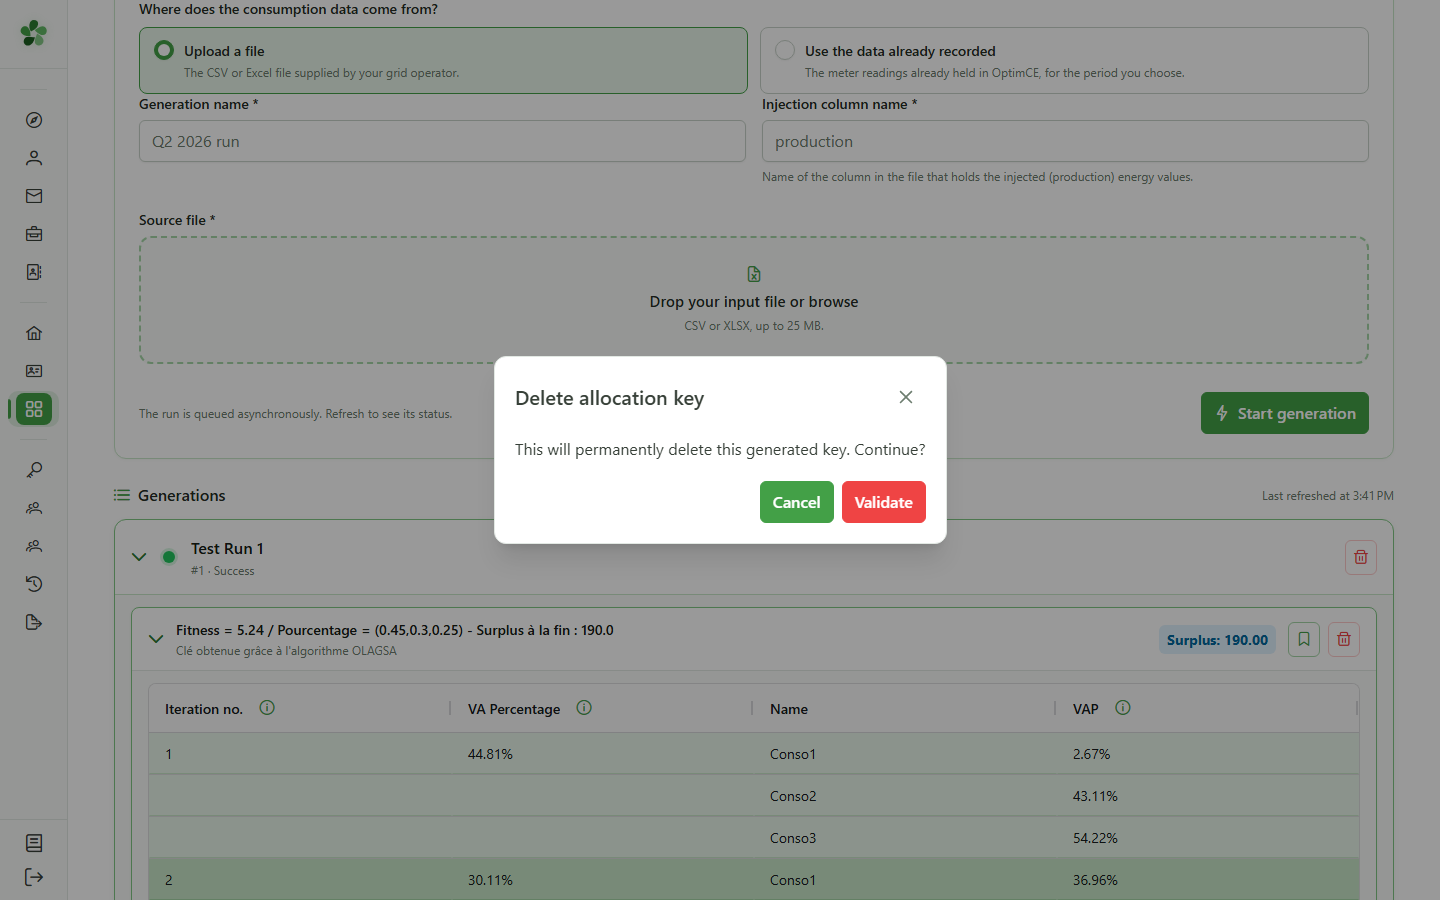 Where does the consumption data come from?
Upload a file
The CSV or Excel file supplied by your grid operator.
Use the data already recorded
The meter readings already held in OptimCE, for the period you choose.
Generation name *
Injection column name *
Q2 2026 run
production
Name of the column in the file that holds the injected (production) energy values.
Source file *
Drop your input file or browse
CSV or XLSX, up to 25 MB.
Delete allocation key
This will permanently delete this generated key. Continue?
Cancel
Validate
The run is queued asynchronously. Refresh to see its status.
Start generation
Generations
Last refreshed at 3:41 PM
Test Run 1
#1 · Success
Fitness = 5.24 / Pourcentage = (0.45,0.3,0.25) - Surplus à la fin : 190.0
Clé obtenue grâce à l'algorithme OLAGSA
Surplus: 190.00
Iteration no. VA Percentage Name VAP
1 44.81% Conso1 2.67%
Conso2 43.11%
Conso3 54.22%
2 30.11% Conso1 36.96%